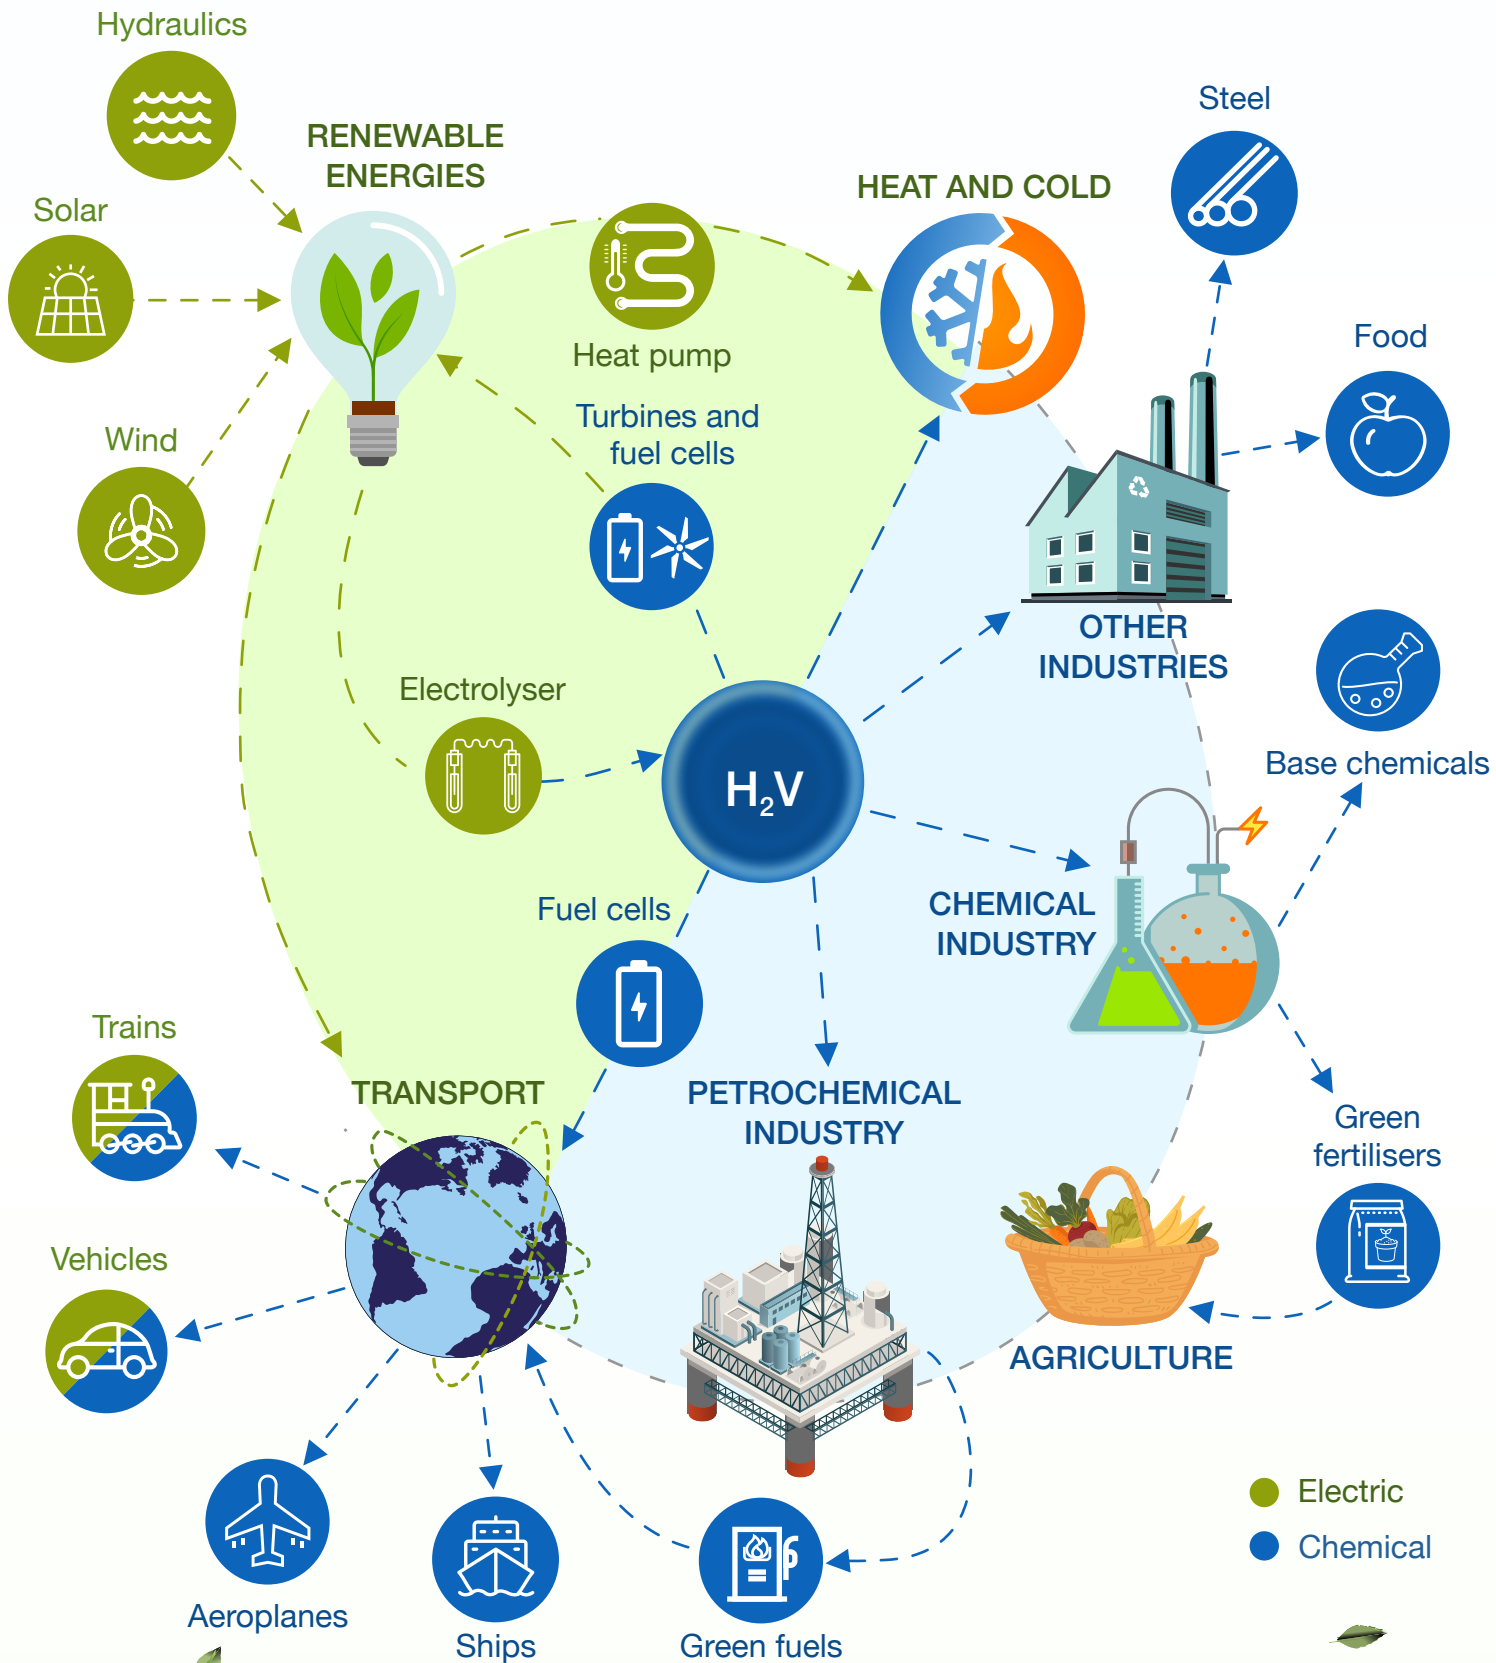 Hydraulics
Steel
RENEWABLE
ENERGIES
HEAT AND COLD
Solar
Food
Heat pump
Turbines and
fuel cells
Wind
OTHER
INDUSTRIES
Electrolyser
Base chemicals
H₂V
Fuel cells
CHEMICAL
INDUSTRY
Trains
TRANSPORT
PETROCHEMICAL
INDUSTRY
Green
fertilisers
Vehicles
AGRICULTURE
Electric
Chemical
Aeroplanes
Ships
Green fuels